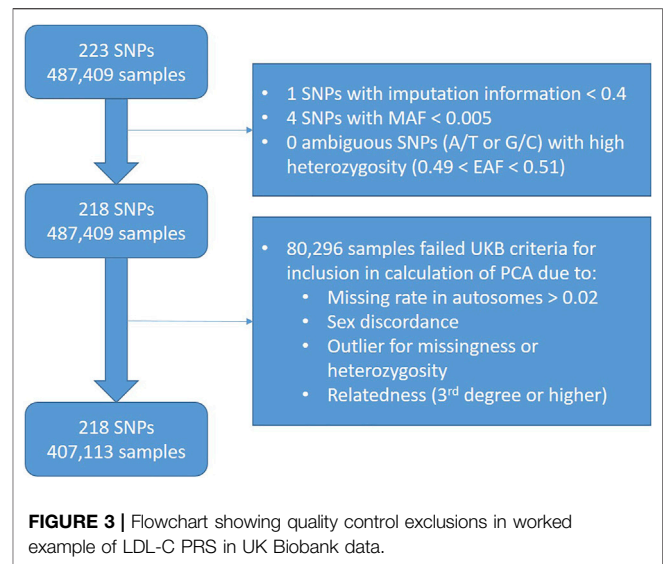 223 SNPs
487,409 samples
• 1 SNPs with imputation information < 0.4
• 4 SNPs with MAF < 0.005
• 0 ambiguous SNPs (A/T or G/C) with high
heterozygosity (0.49 < EAF < 0.51)
218 SNPs
487,409 samples
• 80,296 samples failed UKB criteria for
inclusion in calculation of PCA due to:
• Missing rate in autosomes > 0.02
• Sex discordance
• Outlier for missingness or
heterozygosity
• Relatedness (3rd degree or higher)
218 SNPs
407,113 samples
FIGURE 3 | Flowchart showing quality control exclusions in worked
example of LDL-C PRS in UK Biobank data.